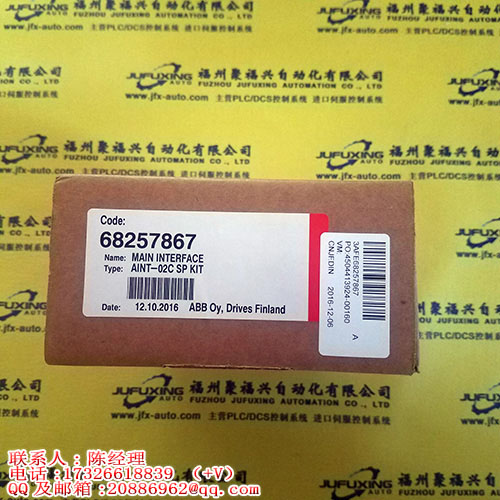 福州聚福兴自动化有限公司
JUFUXING FUZHOU JUFUXING AUTOMATION CO., LTD
AUTO 主营PLC/DCS控制系统 进口伺服控制系统
www.jfx-auto.com
Code:
68257867
Name: MAIN INTERFACE
Type: AINT-02C SP KIT
Date: 12.10.2016 ABB Oy, Drives Finland
3AFE68257867 A
PO.4504413924-00160
VM:
CNJFDIN 2016-12-06
联系人：陈经理
电话：17326618839 （+V）
QQ及邮箱：20886962@qq.com